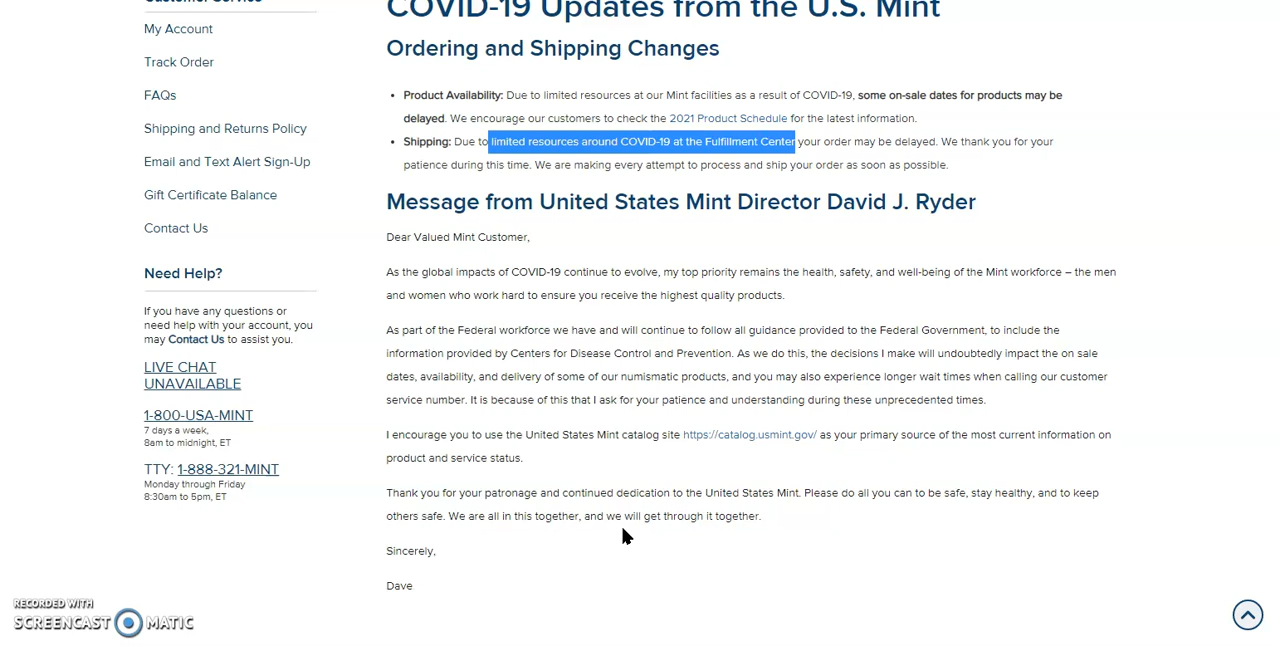 Customer Service
My Account
Track Order
FAQs
Shipping and Returns Policy
Email and Text Alert Sign-Up
Gift Certificate Balance
Contact Us
Need Help?
If you have any questions or
need help with your account, you
may Contact Us to assist you.
LIVE CHAT
UNAVAILABLE
1-800-USA-MINT
7 days a week,
8am to midnight, ET
TTY: 1-888-321-MINT
Monday through Friday
8:30am to 5pm, ET
COVID-19 Updates from the U.S. Mint
Ordering and Shipping Changes
• Product Availability: Due to limited resources at our Mint facilities as a result of COVID-19, some on-sale dates for products may be
delayed. We encourage our customers to check the 2021 Product Schedule for the latest information.
• Shipping: Due to limited resources around COVID-19 at the Fulfillment Center your order may be delayed. We thank you for your
patience during this time. We are making every attempt to process and ship your order as soon as possible.
Message from United States Mint Director David J. Ryder
Dear Valued Mint Customer,
As the global impacts of COVID-19 continue to evolve, my top priority remains the health, safety, and well-being of the Mint workforce – the men
and women who work hard to ensure you receive the highest quality products.
As part of the Federal workforce we have and will continue to follow all guidance provided to the Federal Government, to include the
information provided by Centers for Disease Control and Prevention. As we do this, the decisions I make will undoubtedly impact the on sale
dates, availability, and delivery of some of our numismatic products, and you may also experience longer wait times when calling our customer
service number. It is because of this that I ask for your patience and understanding during these unprecedented times.
I encourage you to use the United States Mint catalog site https://catalog.usmint.gov/ as your primary source of the most current information on
product and service status.
Thank you for your patronage and continued dedication to the United States Mint. Please do all you can to be safe, stay healthy, and to keep
others safe. We are all in this together, and we will get through it together.
Sincerely,
Dave
RECORDED WITH
SCREENCAST MATIC